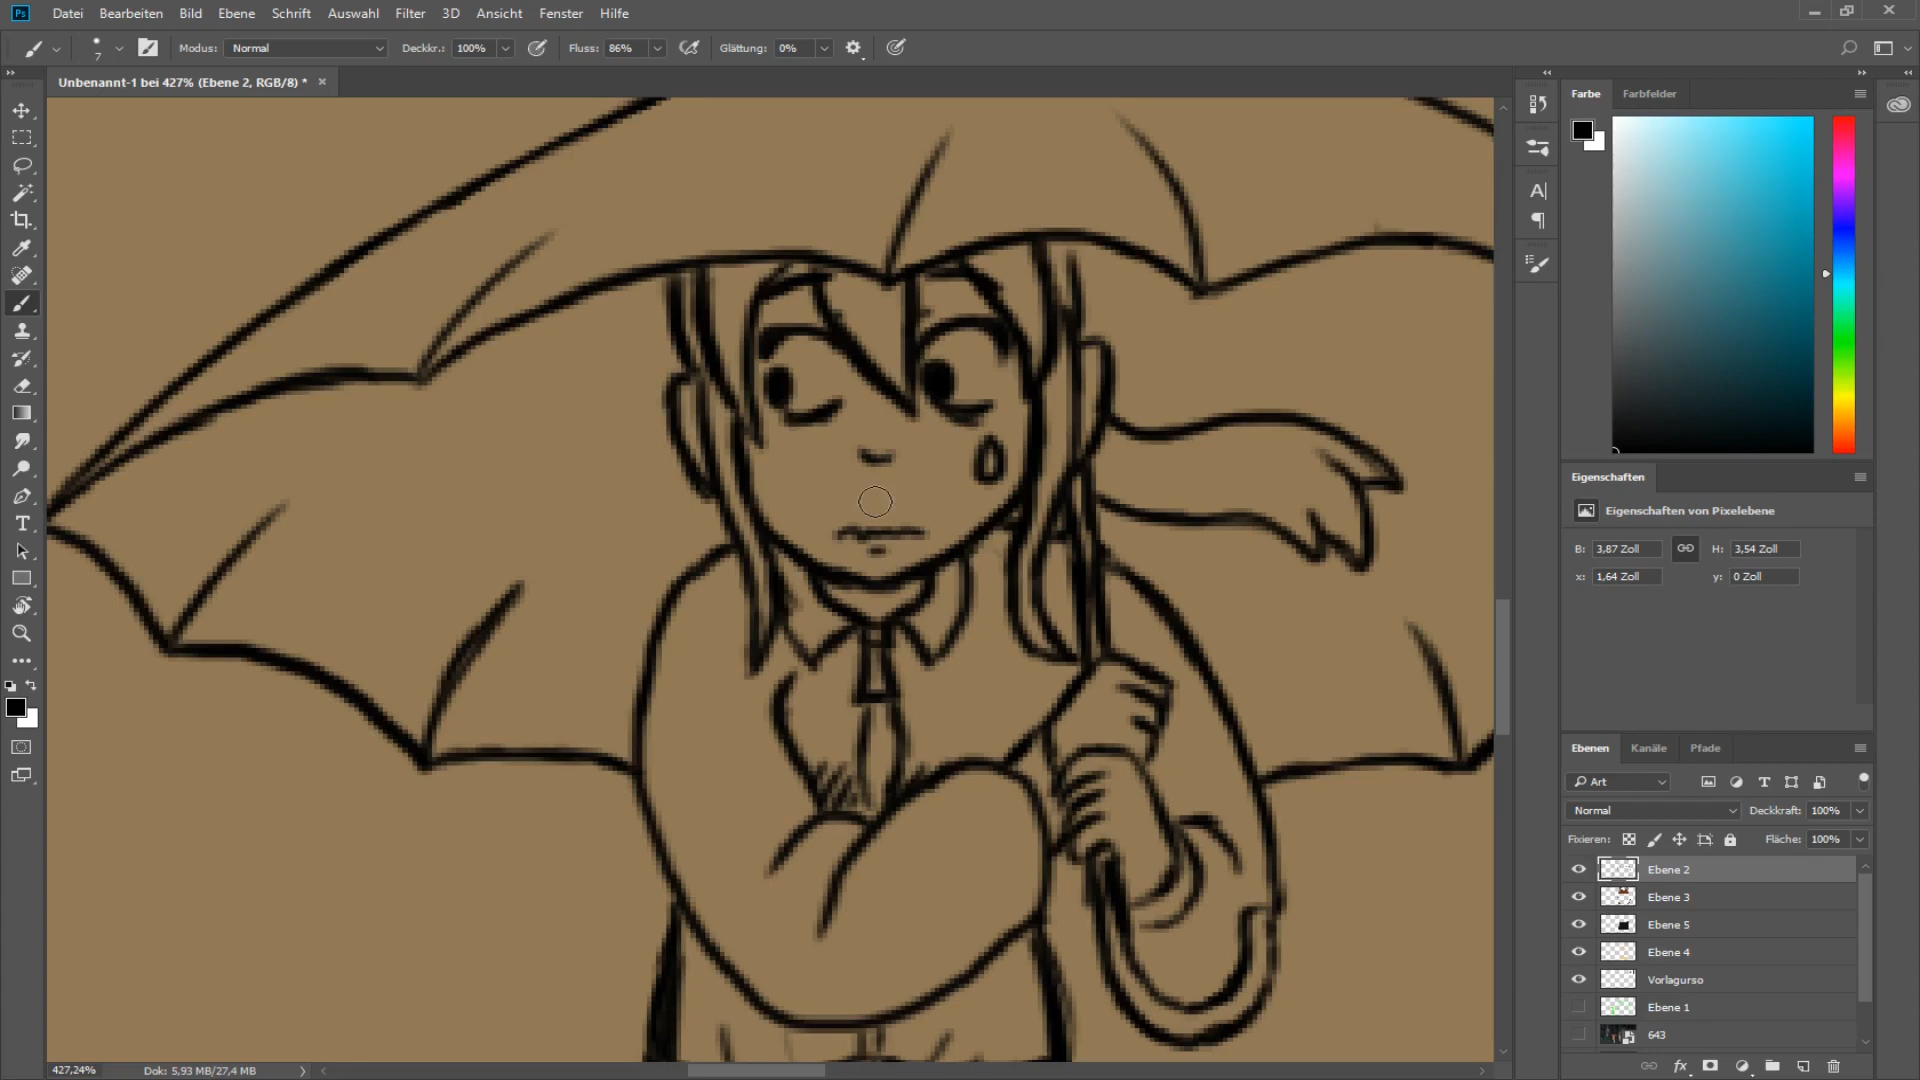 Ps Datei Bearbeiten Bild Ebene Schrift Auswahl Filter 3D Ansicht Fenster Hilfe
7 Modus: Normal Deckkr.: 100% Fluss: 86% Glättung: 0%
Unbenannt-1 bei 427% (Ebene 2, RGB/8) *
Farbe Farbfelder
Eigenschaften
Eigenschaften von Pixelebene
B: 3,87 Zoll H: 3,54 Zoll
x: 1,64 Zoll y: 0 Zoll
Ebenen Kanäle Pfade
Art
Normal Deckkraft: 100%
Fixieren: Fläche: 100%
Ebene 2
Ebene 3
Ebene 5
Ebene 4
Vorlagurso
Ebene 1
643
fx
427,24% Dok: 5,93 MB/27,4 MB